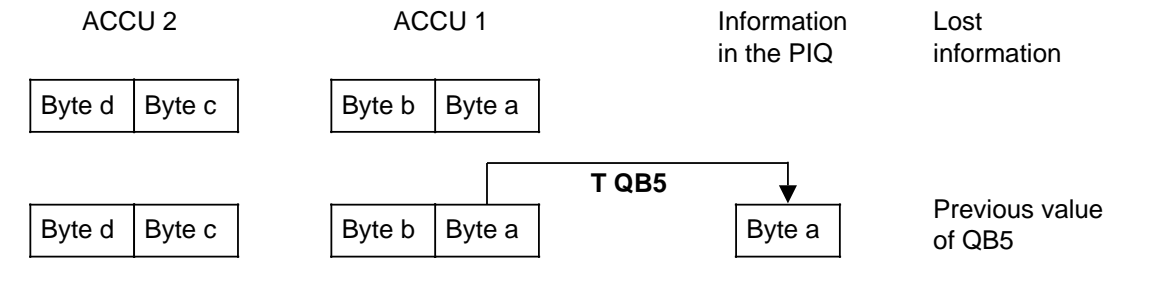 ACCU 2 ACCU 1 Information Lost
in the PIQ information
Byte d Byte c Byte b Byte a
T QB5
Byte d Byte c Byte b Byte a Byte a Previous value
of QB5